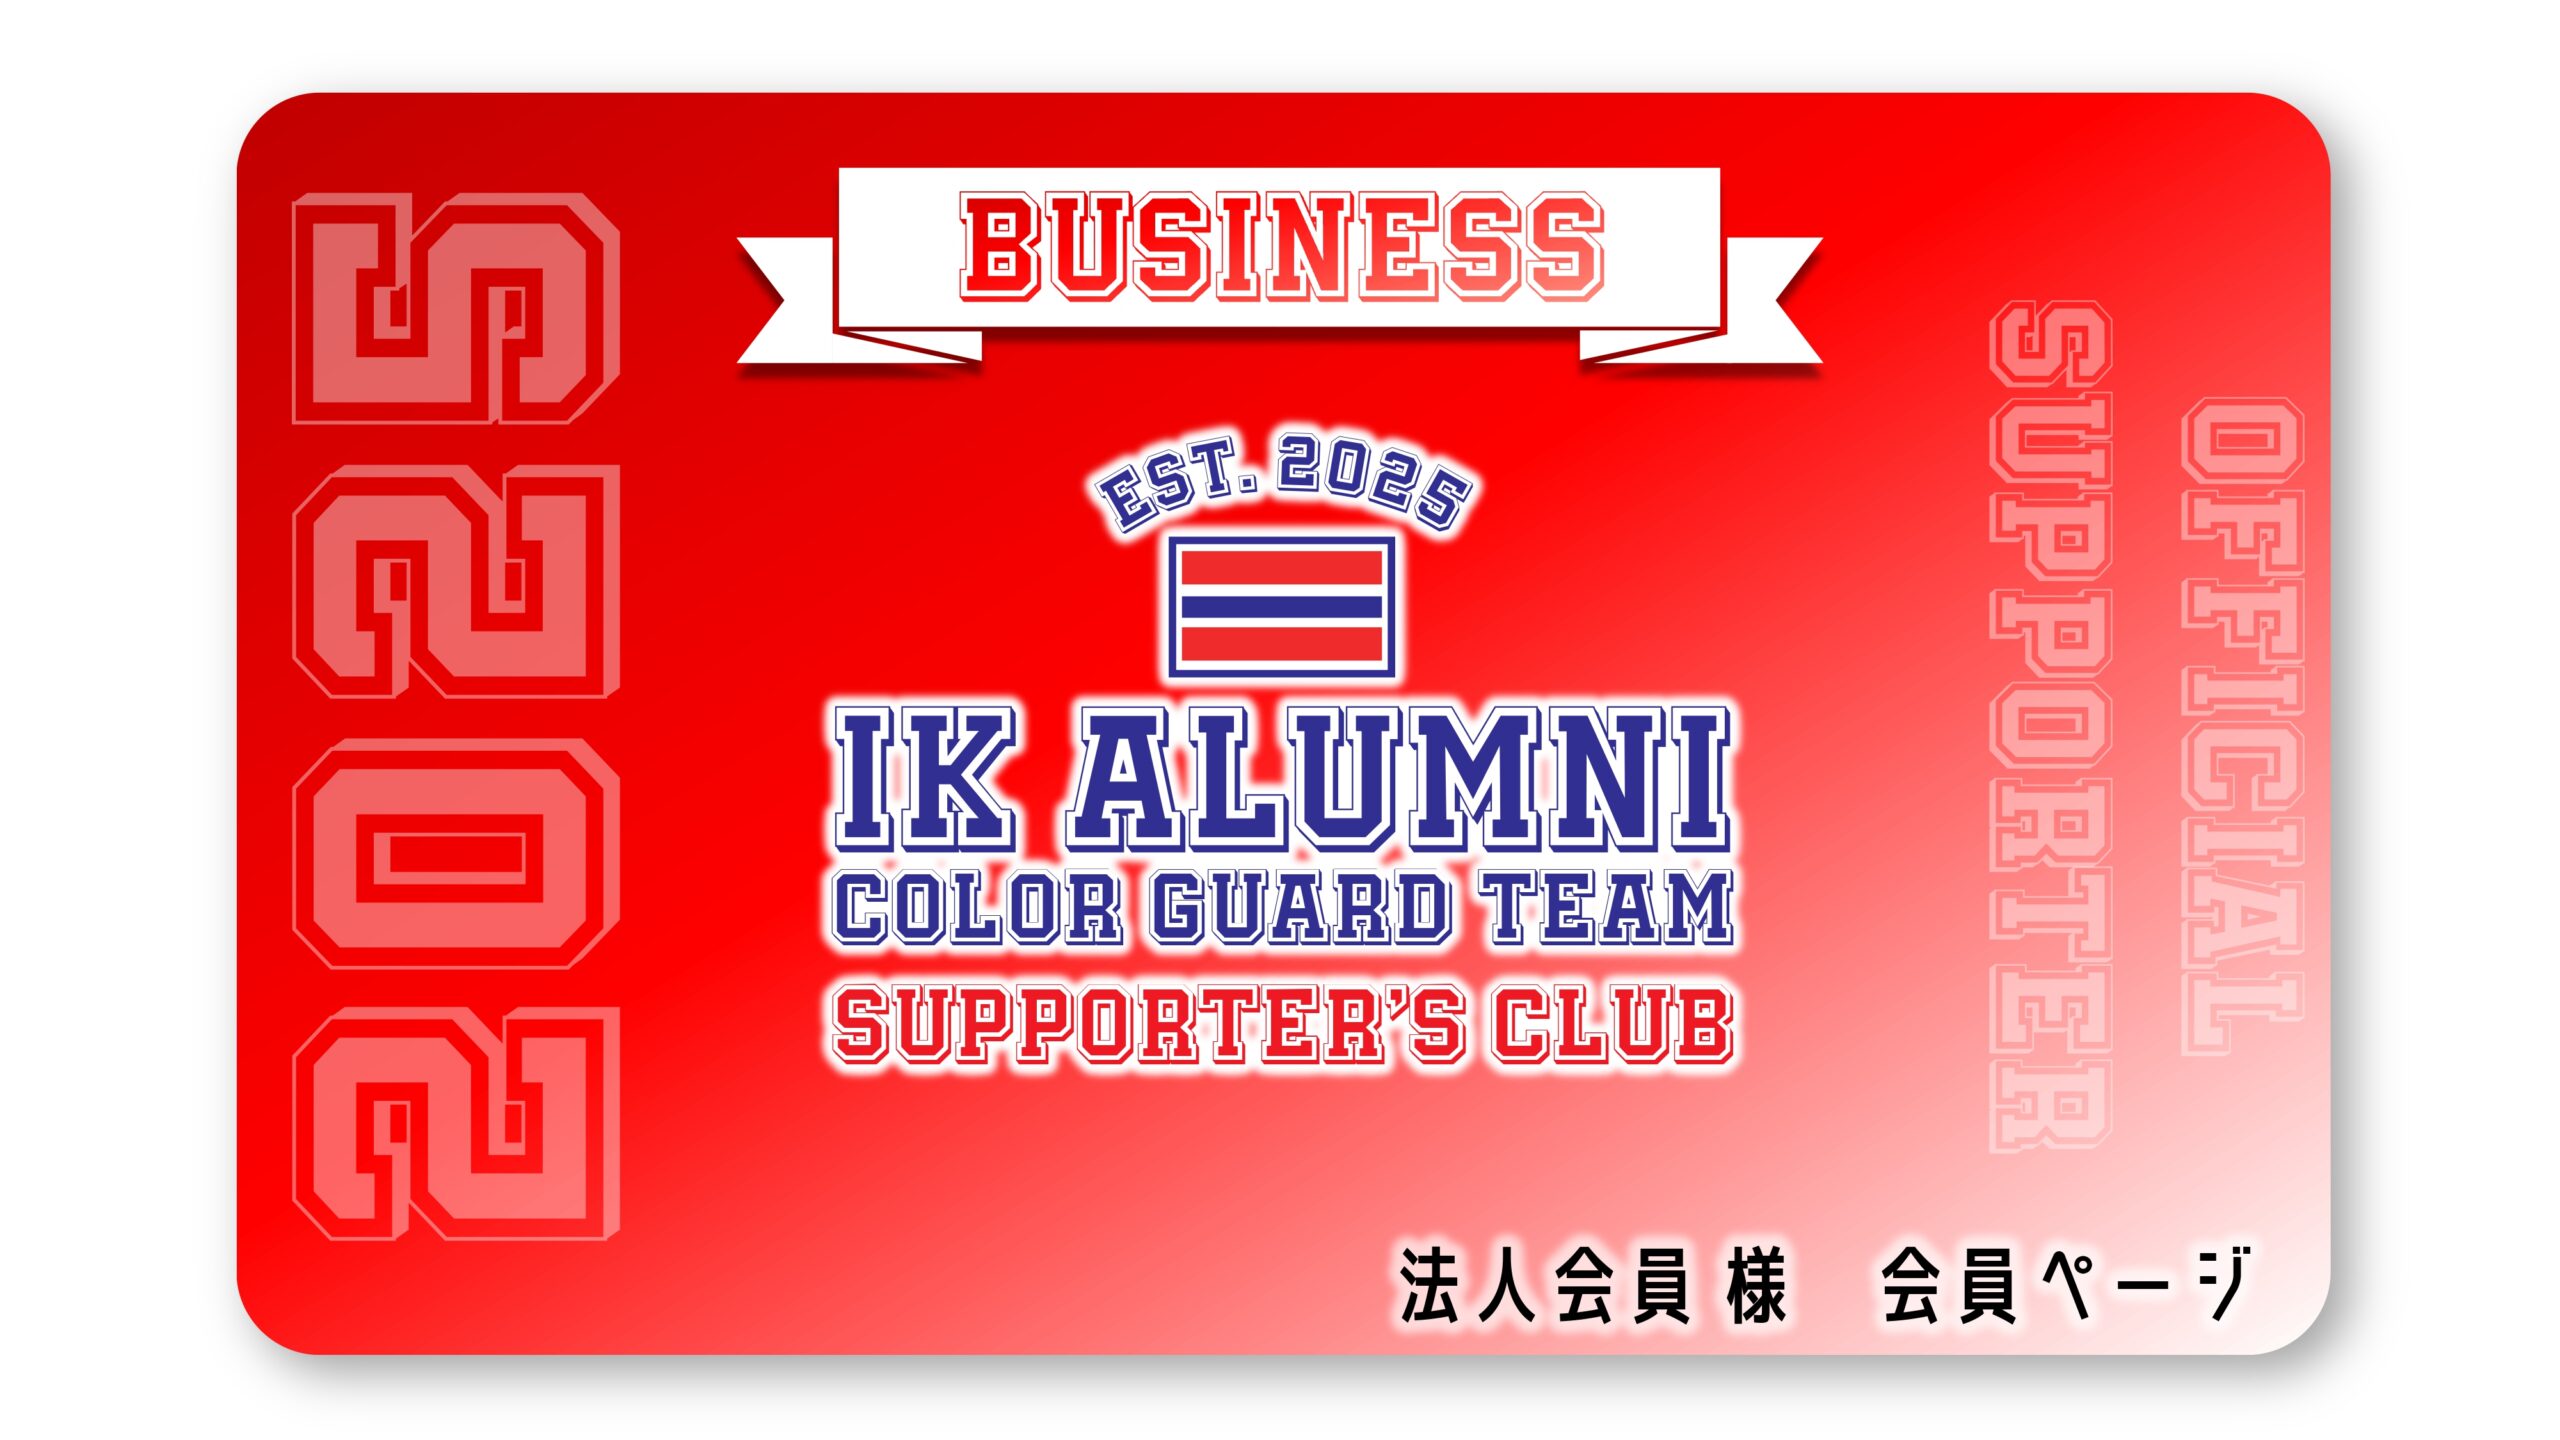 2025
BUSINESS
EST. 2025
IK ALUMNI
COLOR GUARD TEAM
SUPPORTER'S CLUB
OFFICIAL
SUPPORTER
法人会員 様　会員ページ